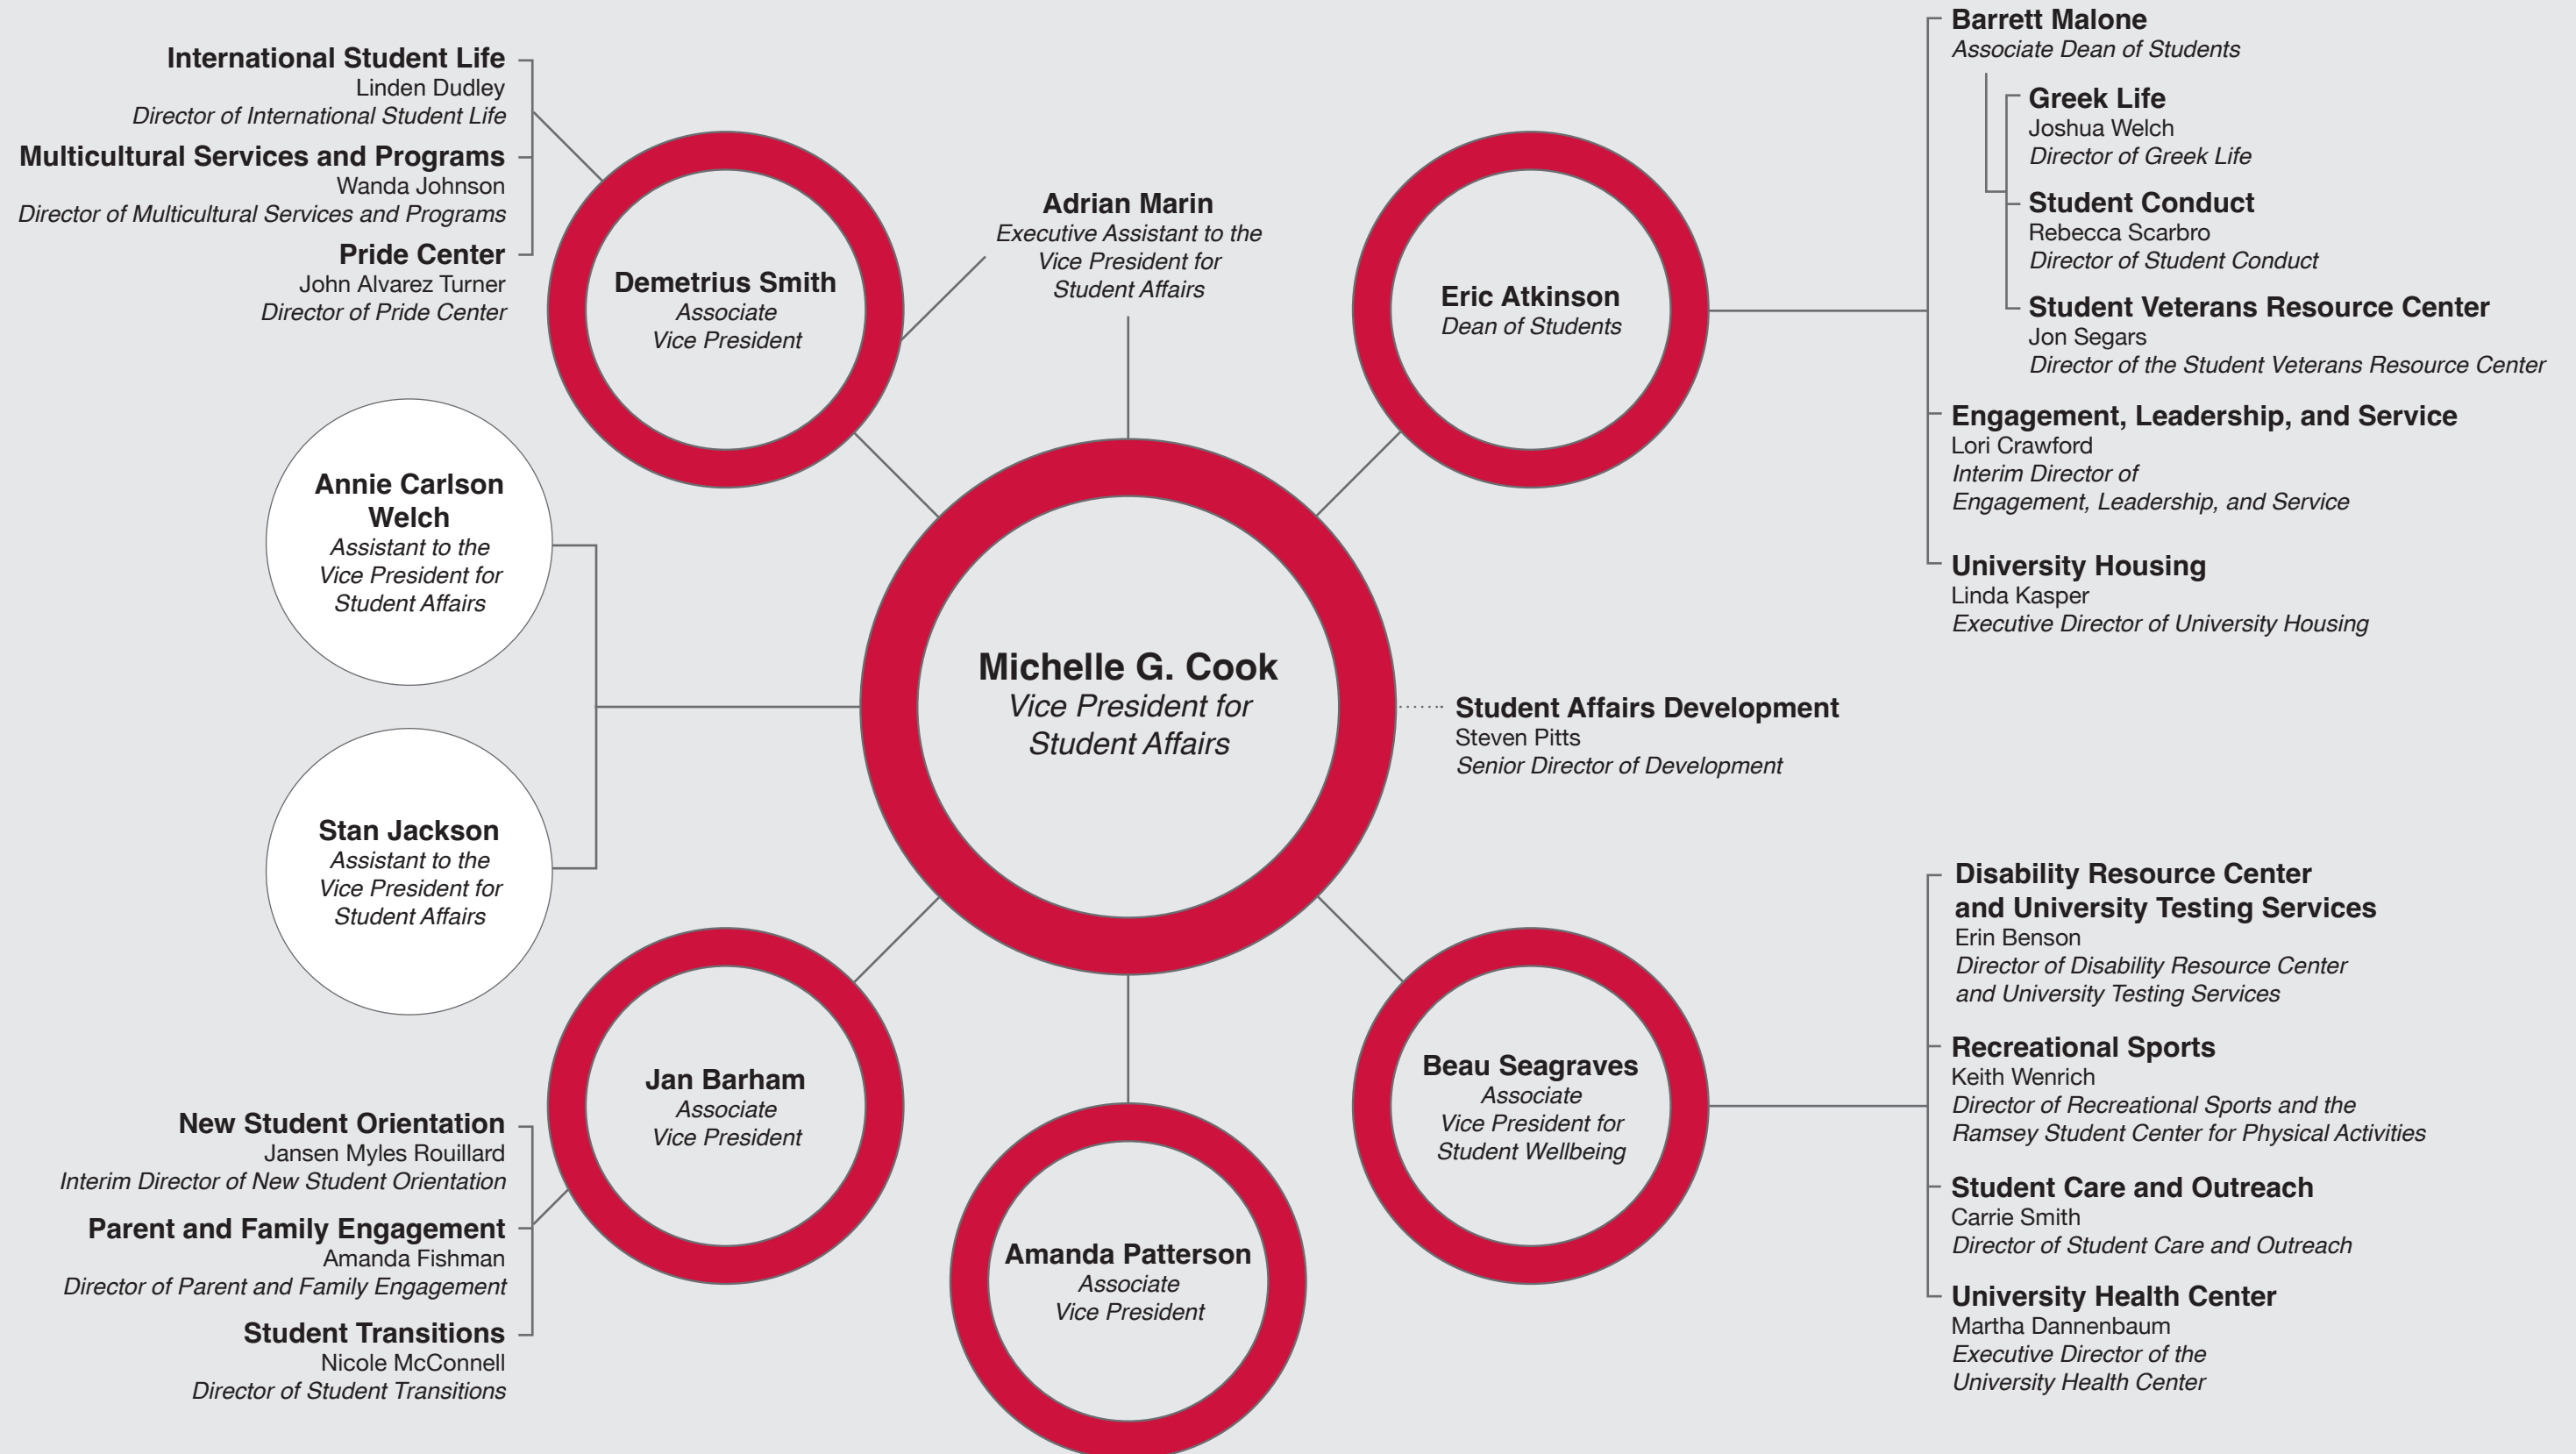 International Student Life
Linden Dudley
Director of International Student Life
Multicultural Services and Programs
Wanda Johnson
Director of Multicultural Services and Programs
Pride Center
John Alvarez Turner
Director of Pride Center
Demetrius Smith
Associate
Vice President
Adrian Marin
Executive Assistant to the
Vice President for
Student Affairs
Eric Atkinson
Dean of Students
Barrett Malone
Associate Dean of Students
Greek Life
Joshua Welch
Director of Greek Life
Student Conduct
Rebecca Scarbro
Director of Student Conduct
Student Veterans Resource Center
Jon Segars
Director of the Student Veterans Resource Center
Engagement, Leadership, and Service
Lori Crawford
Interim Director of
Engagement, Leadership, and Service
University Housing
Linda Kasper
Executive Director of University Housing
Annie Carlson
Welch
Assistant to the
Vice President for
Student Affairs
Michelle G. Cook
Vice President for
Student Affairs
Student Affairs Development
Steven Pitts
Senior Director of Development
Stan Jackson
Assistant to the
Vice President for
Student Affairs
Jan Barham
Associate
Vice President
New Student Orientation
Jansen Myles Rouillard
Interim Director of New Student Orientation
Parent and Family Engagement
Amanda Fishman
Director of Parent and Family Engagement
Student Transitions
Nicole McConnell
Director of Student Transitions
Amanda Patterson
Associate
Vice President
Beau Seagraves
Associate
Vice President for
Student Wellbeing
Disability Resource Center
and University Testing Services
Erin Benson
Director of Disability Resource Center
and University Testing Services
Recreational Sports
Keith Wenrich
Director of Recreational Sports and the
Ramsey Student Center for Physical Activities
Student Care and Outreach
Carrie Smith
Director of Student Care and Outreach
University Health Center
Martha Dannenbaum
Executive Director of the
University Health Center